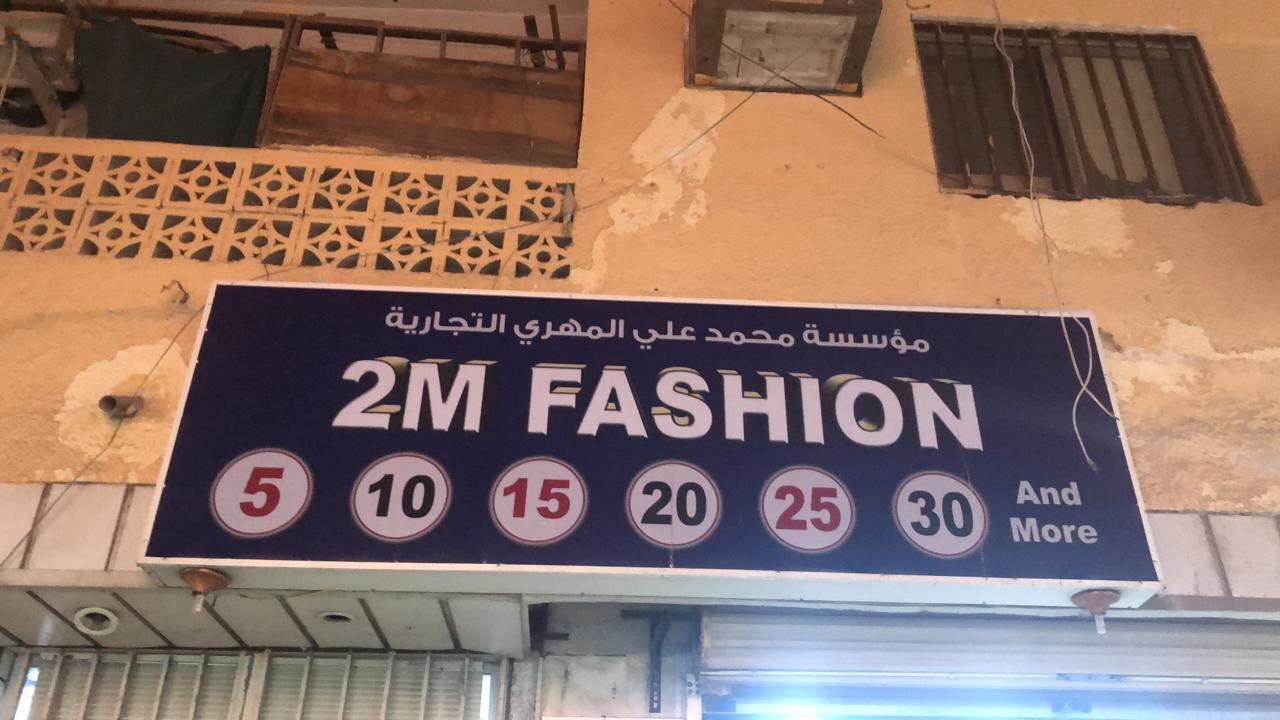 مؤسسة محمد علي المهري التجارية
2M FASHION
5 10 15 20 25 30 And More